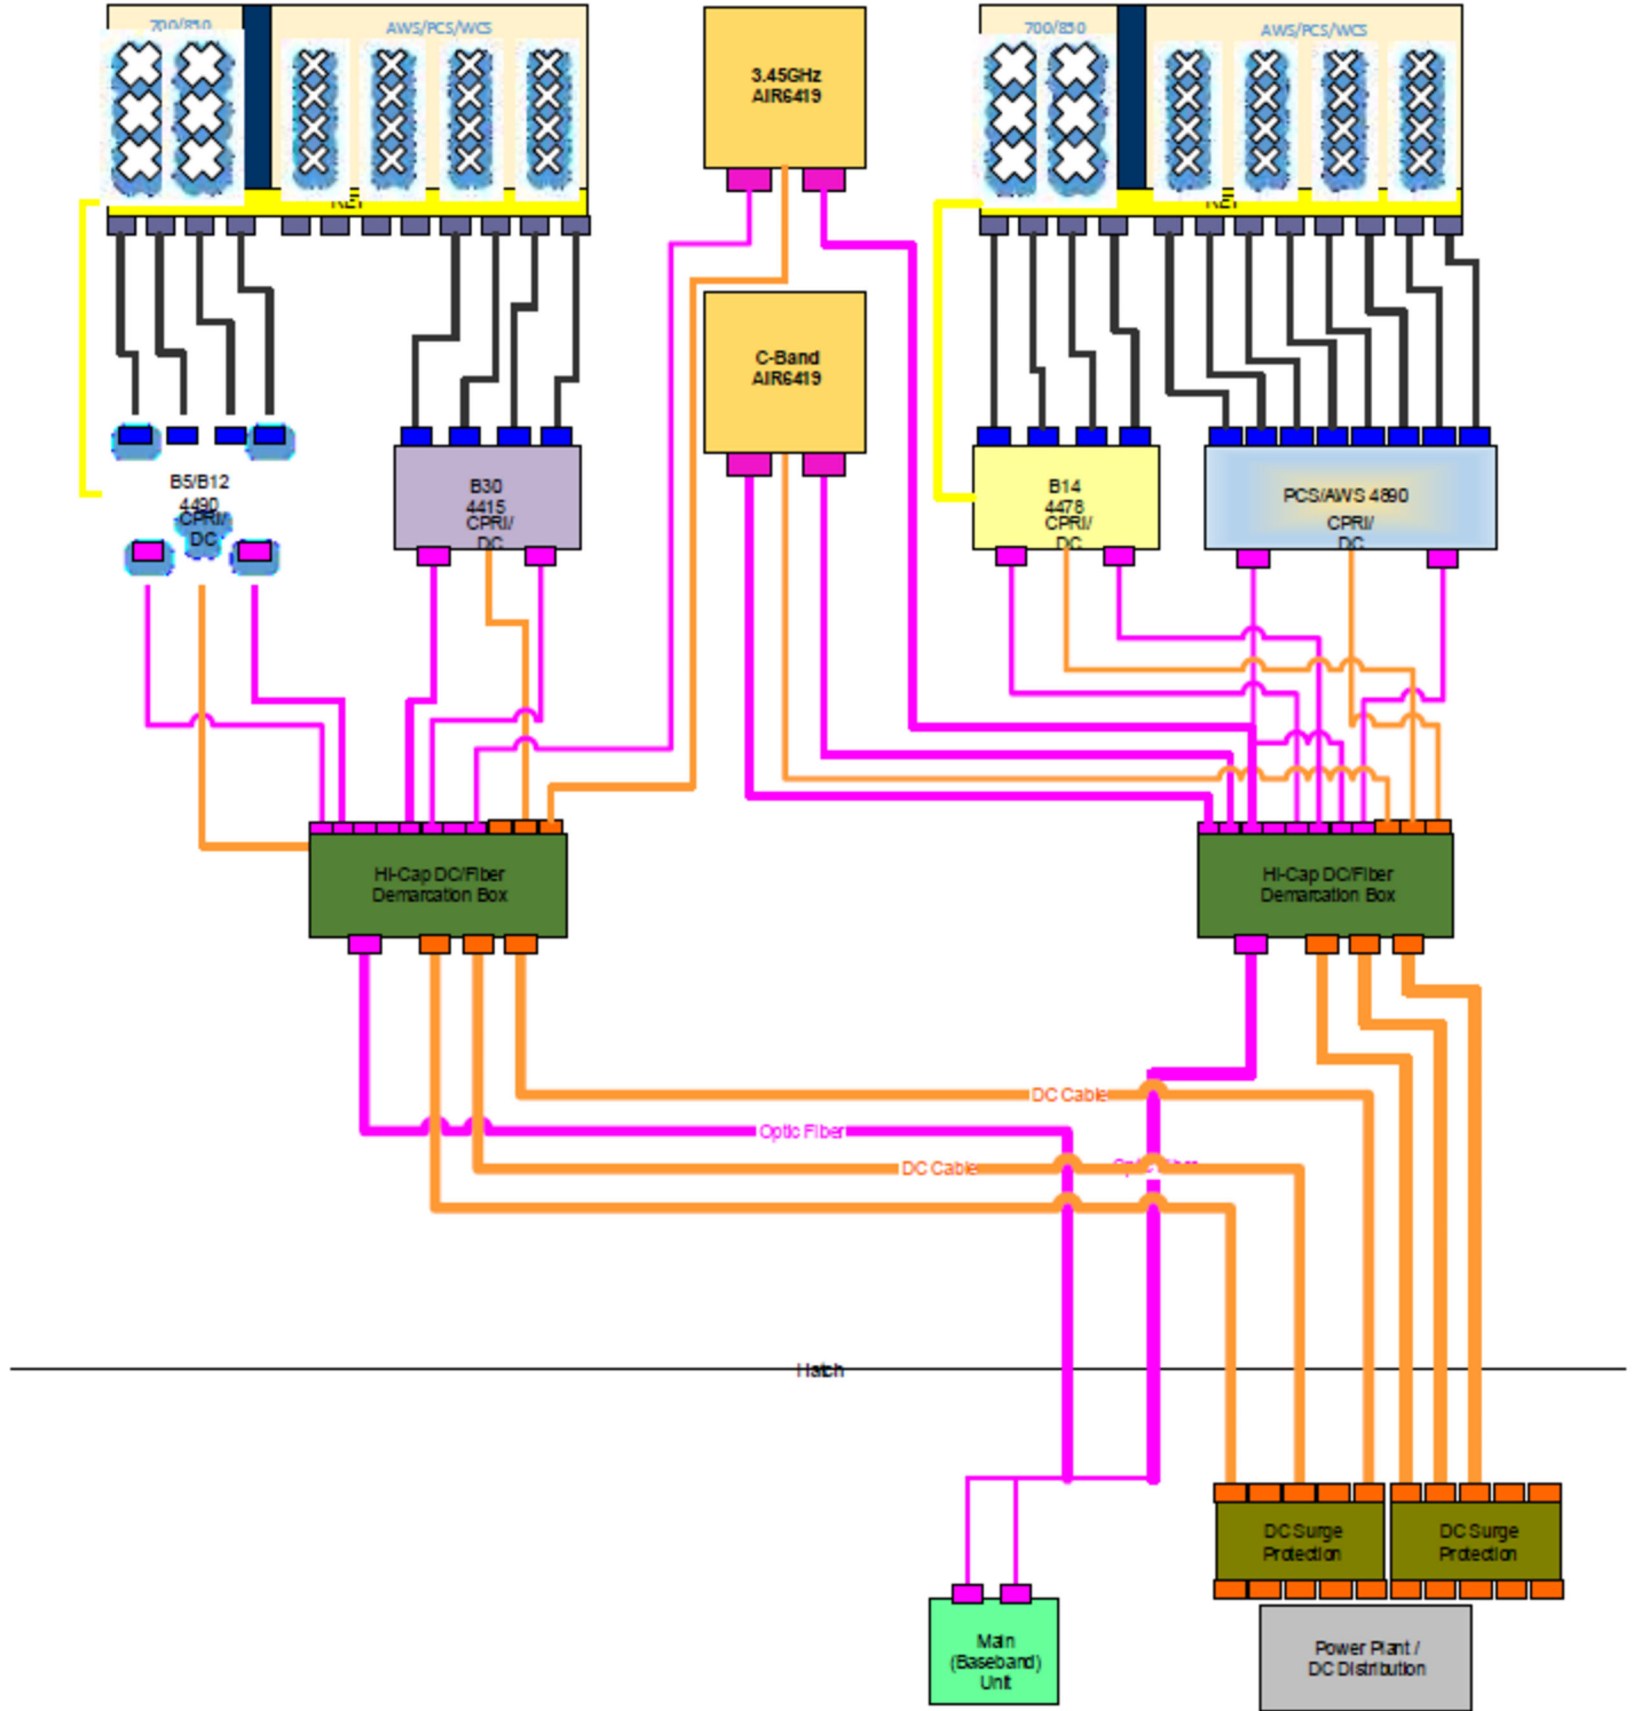 700/850
AWS/PCS/WCS
3.45GHz
AIR6419
700/850
AWS/PCS/WCS
RET
RET
C-Band
AIR6419
B5/B12
4490
CPRI/
DC
B30
4415
CPRI/
DC
B14
4478
CPRI/
DC
PCS/AWS 4890
CPRI/
DC
Hi-Cap DC/Fiber
Demarcation Box
Hi-Cap DC/Fiber
Demarcation Box
DC Cable
Optic Fiber
DC Cable
Optic Fiber
Hatch
DC Surge
Protection
DC Surge
Protection
Main
(Baseband)
Unit
Power Plant /
DC Distribution